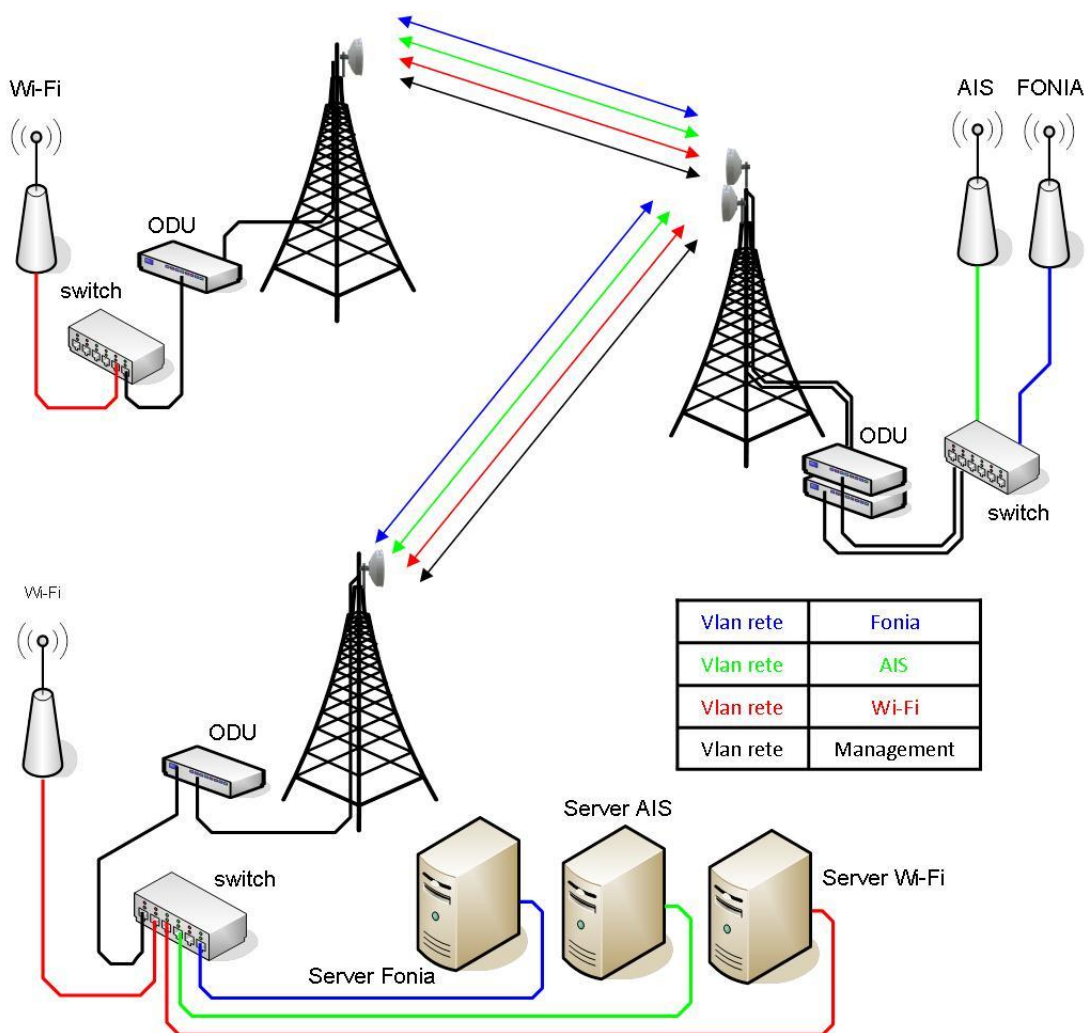 Wi-Fi
AIS
FONIA
ODU
switch
ODU
switch
Wi-Fi
Vlan rete Fonia
Vlan rete AIS
Vlan rete Wi-Fi
Vlan rete Management
ODU
Server AIS
switch
Server Wi-Fi
Server Fonia